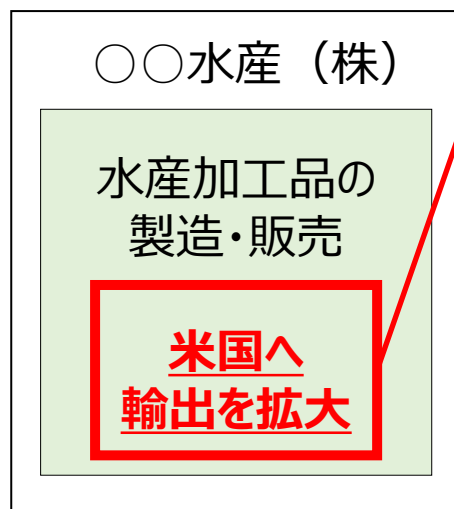 ○○水産（株）
水産加工品の
製造・販売
米国へ
輸出を拡大